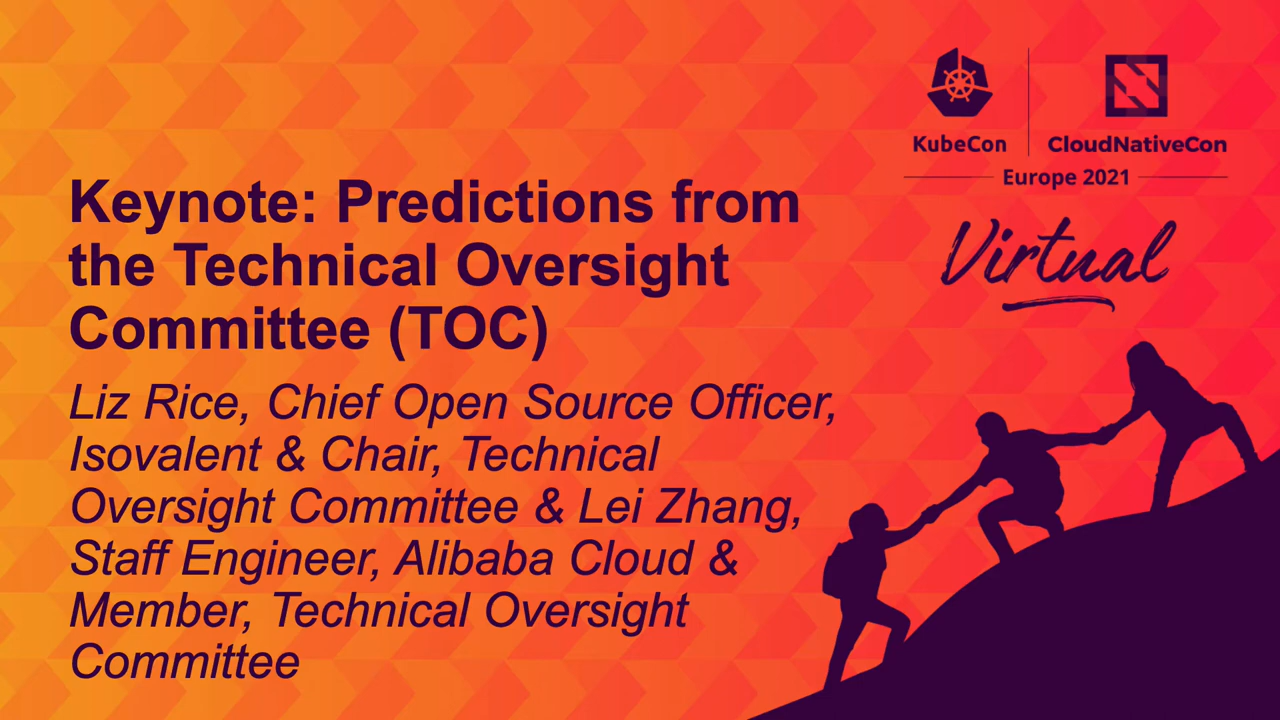 KubeCon
CloudNativeCon
Europe 2021
Virtual
Keynote: Predictions from
the Technical Oversight
Committee (TOC)
Liz Rice, Chief Open Source Officer,
Isovalent & Chair, Technical
Oversight Committee & Lei Zhang,
Staff Engineer, Alibaba Cloud &
Member, Technical Oversight
Committee